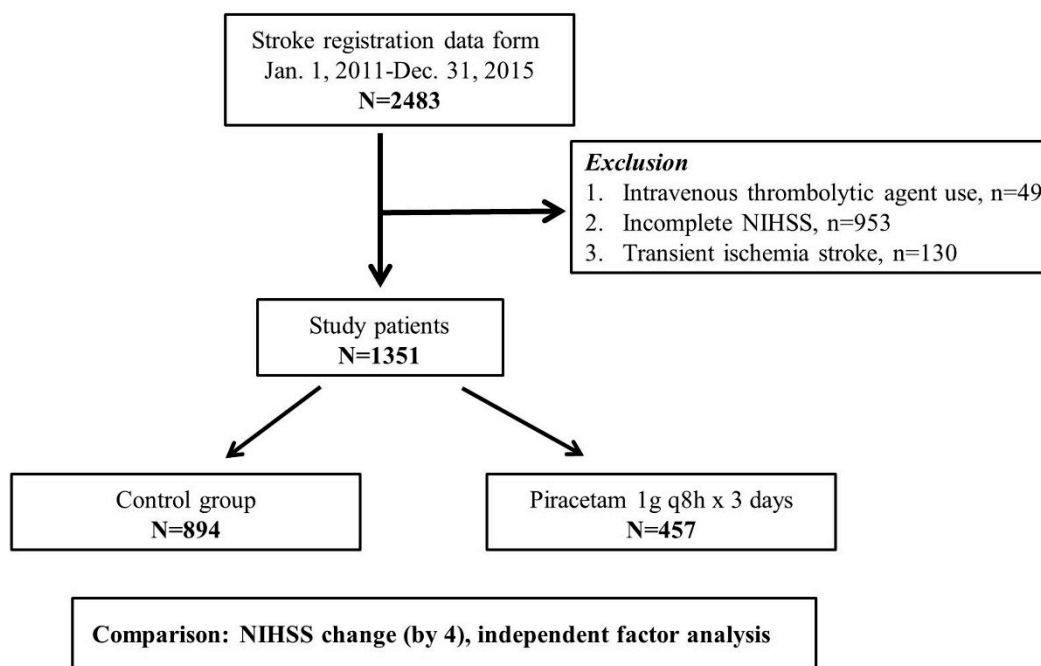 Stroke registration data form
Jan. 1, 2011-Dec. 31, 2015
N=2483
Exclusion
1. Intravenous thrombolytic agent use, n=49
2. Incomplete NIHSS, n=953
3. Transient ischemia stroke, n=130
Study patients
N=1351
Control group
N=894
Piracetam 1g q8h x 3 days
N=457
Comparison: NIHSS change (by 4), independent factor analysis